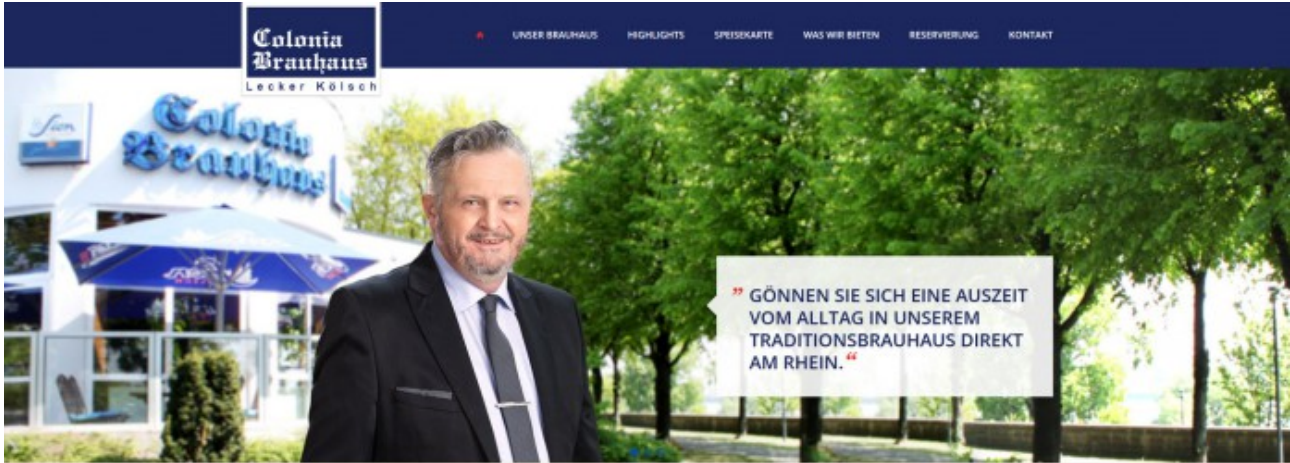 Colonia
Brauhaus
Lecker Kölsch
UNSER BRAUHAUS HIGHLIGHTS SPEISEKARTE WAS WIR BIETEN RESERVIERUNG KONTAKT
Sion
Colonia
Brauhaus
” GÖNNEN SIE SICH EINE AUSZEIT
VOM ALLTAG IN UNSEREM
TRADITIONSBRAUHAUS DIREKT
AM RHEIN. “